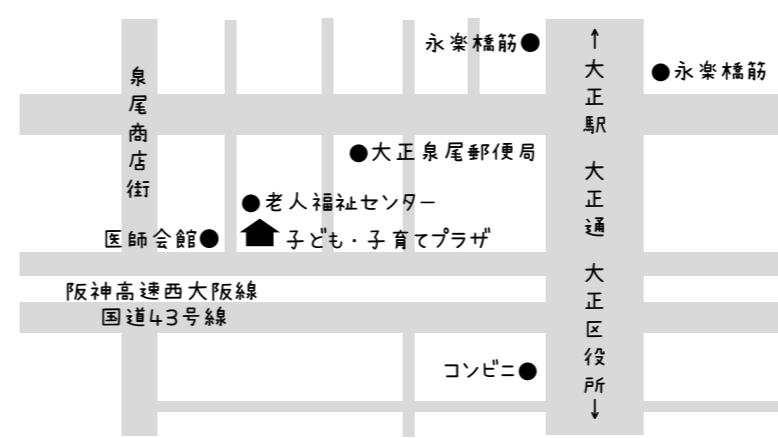 永楽橋筋●
●永楽橋筋
↑大正駅 大正通 大正区役所↓
泉尾商店街
●大正泉尾郵便局
●老人福祉センター
医師会館●
子ども・子育てプラザ
阪神高速西大阪線
国道43号線
コンビニ●